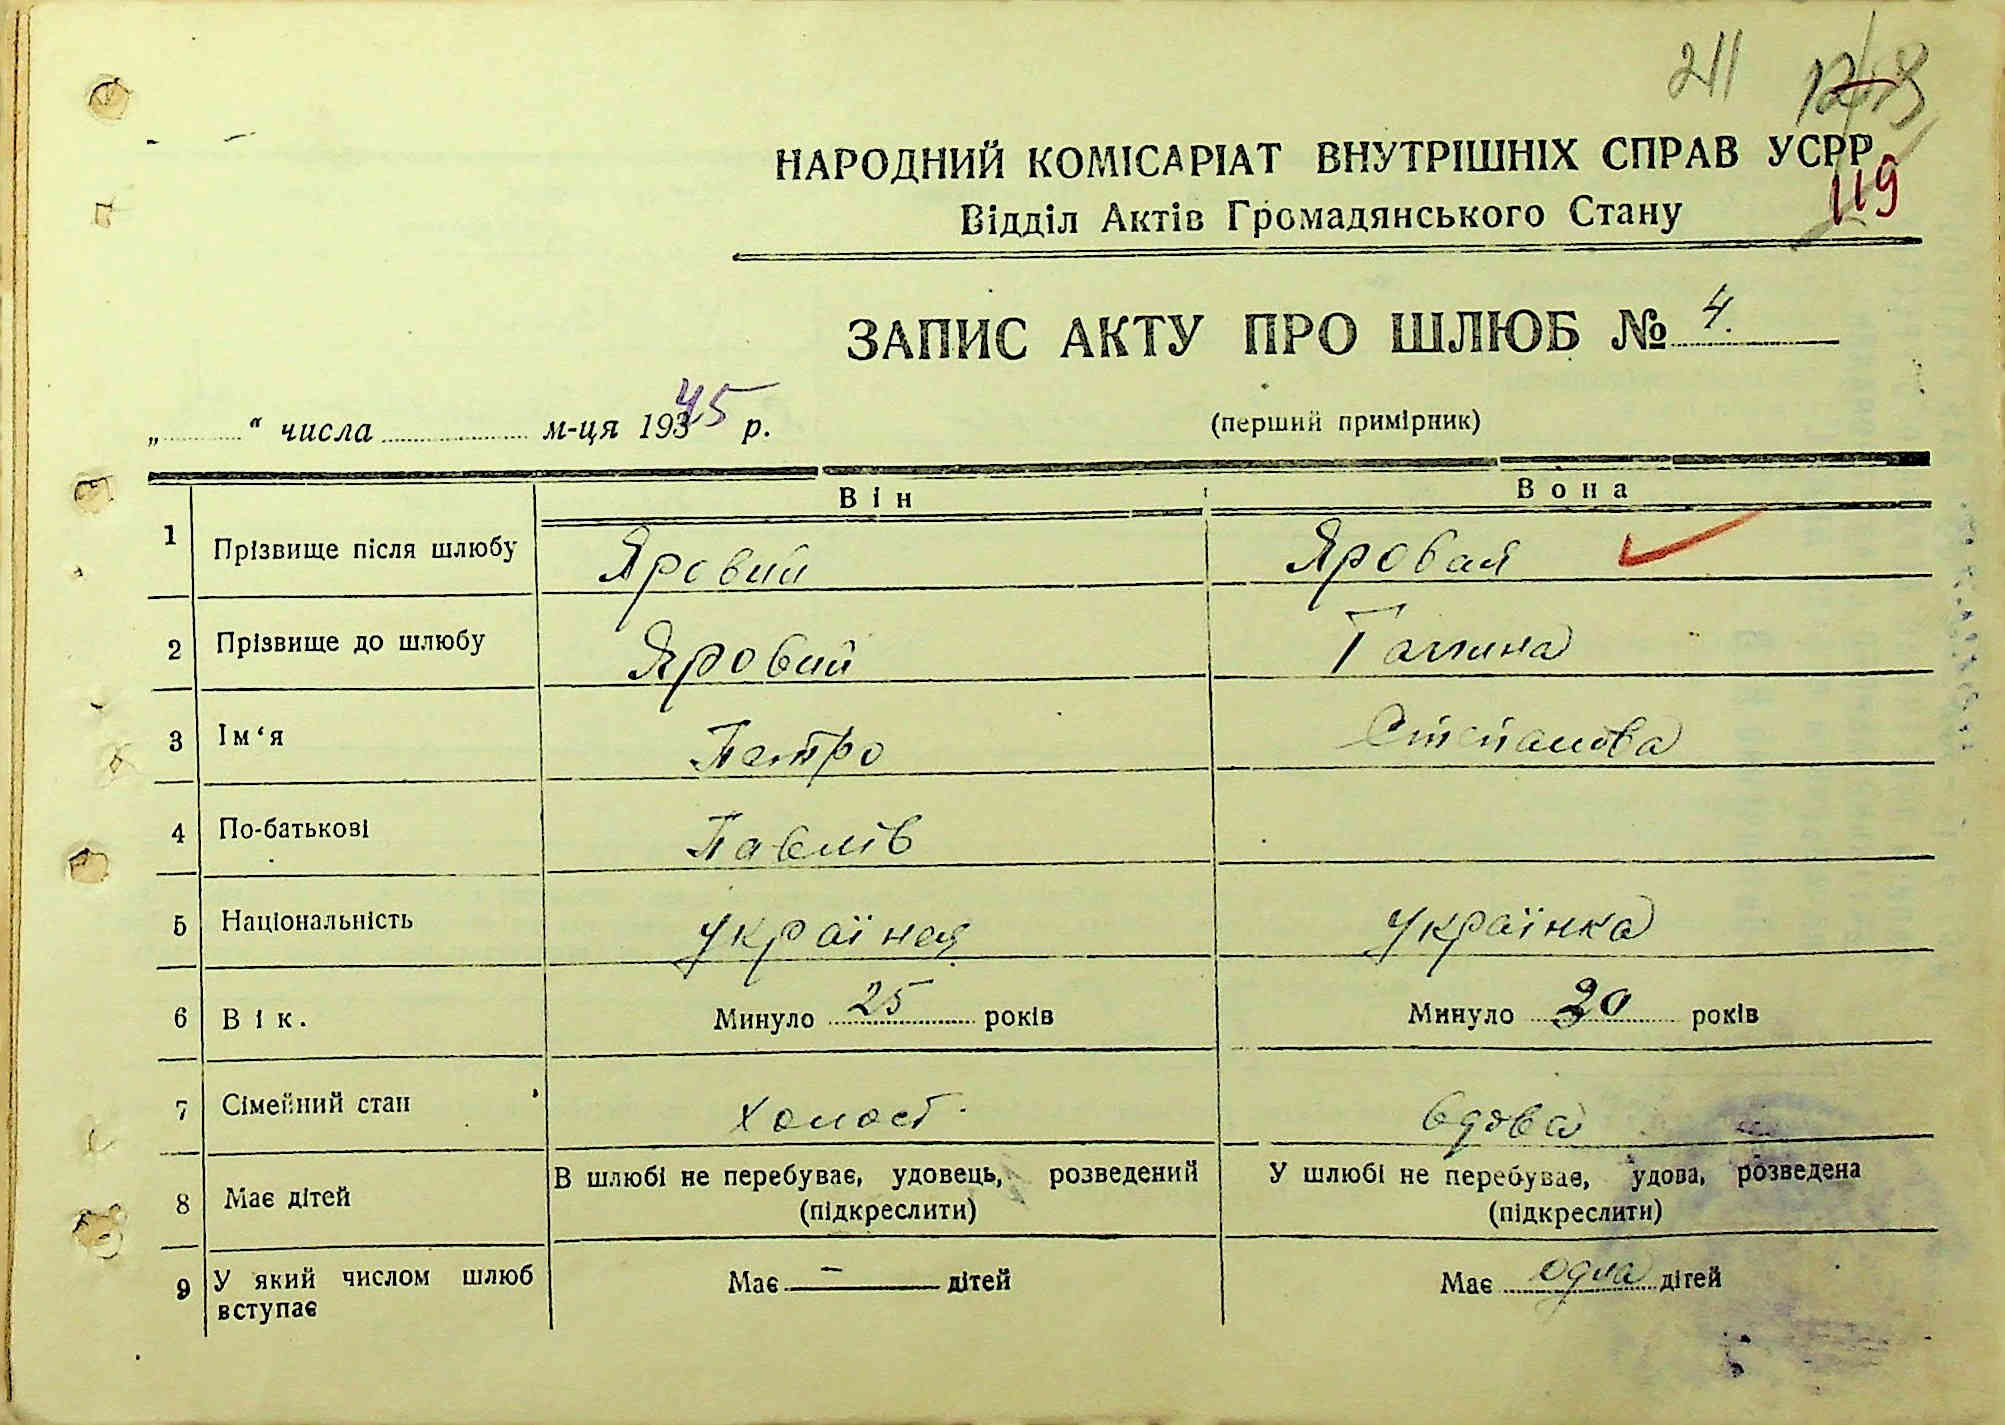 211
119
НАРОДНИЙ КОМІСАРІАТ ВНУТРІШНІХ СПРАВ УСРР
Відділ Актів Громадянського Стану
ЗАПИС АКТУ ПРО ШЛЮБ № 4.
„ “ числа м-ця 19345 р. (перший примірник)
Він Вона
1 Прізвище після шлюбу Яровий Яровая
2 Прізвище до шлюбу Яровий Галина
3 Ім‘я Петро Степанова
4 По-батькові Павлів
5 Національність Українец Українка
6 Вік. Минуло 25 років Минуло 30 років
7 Сімейний стан Холост вдова
8 Має дітей В шлюбі не перебуває, удовець, розведений У шлюбі не перебуває, удова, розведена
(підкреслити) (підкреслити)
9 У який числом шлюб вступає Має — дітей Має одна дітей